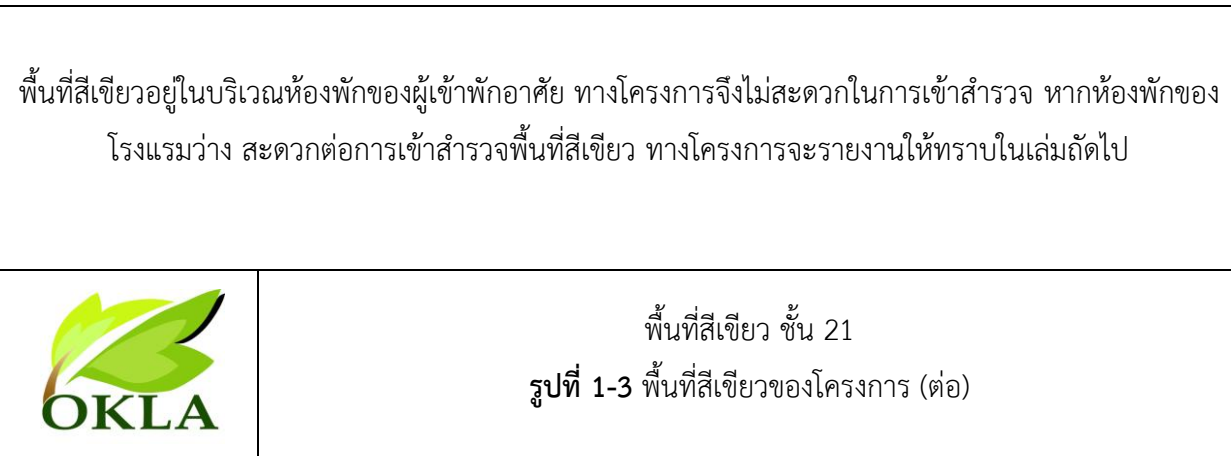 พื้นที่สีเขียวอยู่ในบริเวณห้องพักของผู้เข้าพักอาศัย ทางโครงการจึงไม่สะดวกในการเข้าสำรวจ หากห้องพักของ
โรงแรมว่าง สะดวกต่อการเข้าสำรวจพื้นที่สีเขียว ทางโครงการจะรายงานให้ทราบในเล่มถัดไป
OKLA
พื้นที่สีเขียว ชั้น 21
รูปที่ 1-3 พื้นที่สีเขียวของโครงการ (ต่อ)